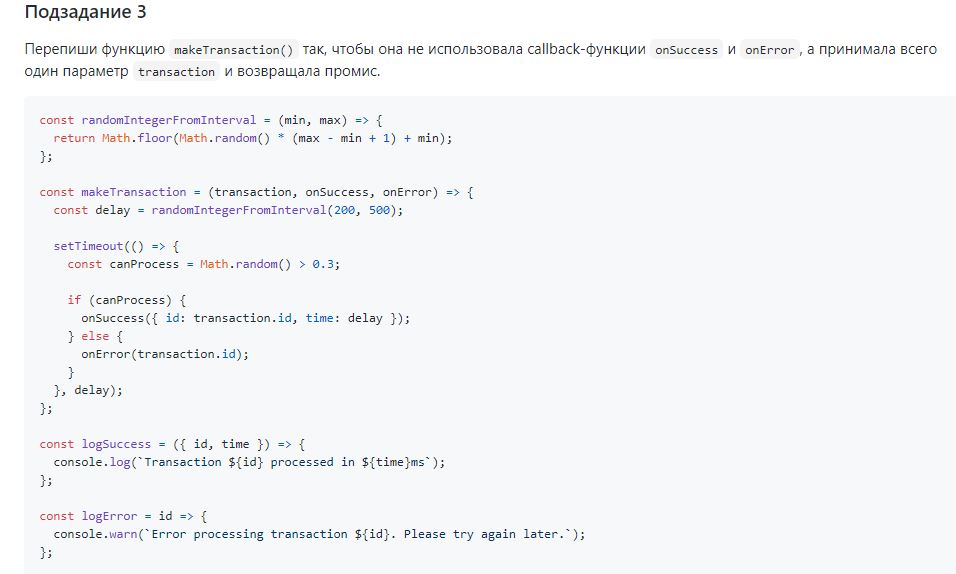 Подзадание 3
Перепиши функцию makeTransaction() так, чтобы она не использовала callback-функции onSuccess и onError, а принимала всего
один параметр transaction и возвращала промис.
const randomIntegerFromInterval = (min, max) => {
  return Math.floor(Math.random() * (max - min + 1) + min);
};
const makeTransaction = (transaction, onSuccess, onError) => {
  const delay = randomIntegerFromInterval(200, 500);
  setTimeout(() => {
    const canProcess = Math.random() > 0.3;
    if (canProcess) {
      onSuccess({ id: transaction.id, time: delay });
    } else {
      onError(transaction.id);
    }
  }, delay);
};
const logSuccess = ({ id, time }) => {
  console.log(`Transaction ${id} processed in ${time}ms`);
};
const logError = id => {
  console.warn(`Error processing transaction ${id}. Please try again later.`);
};